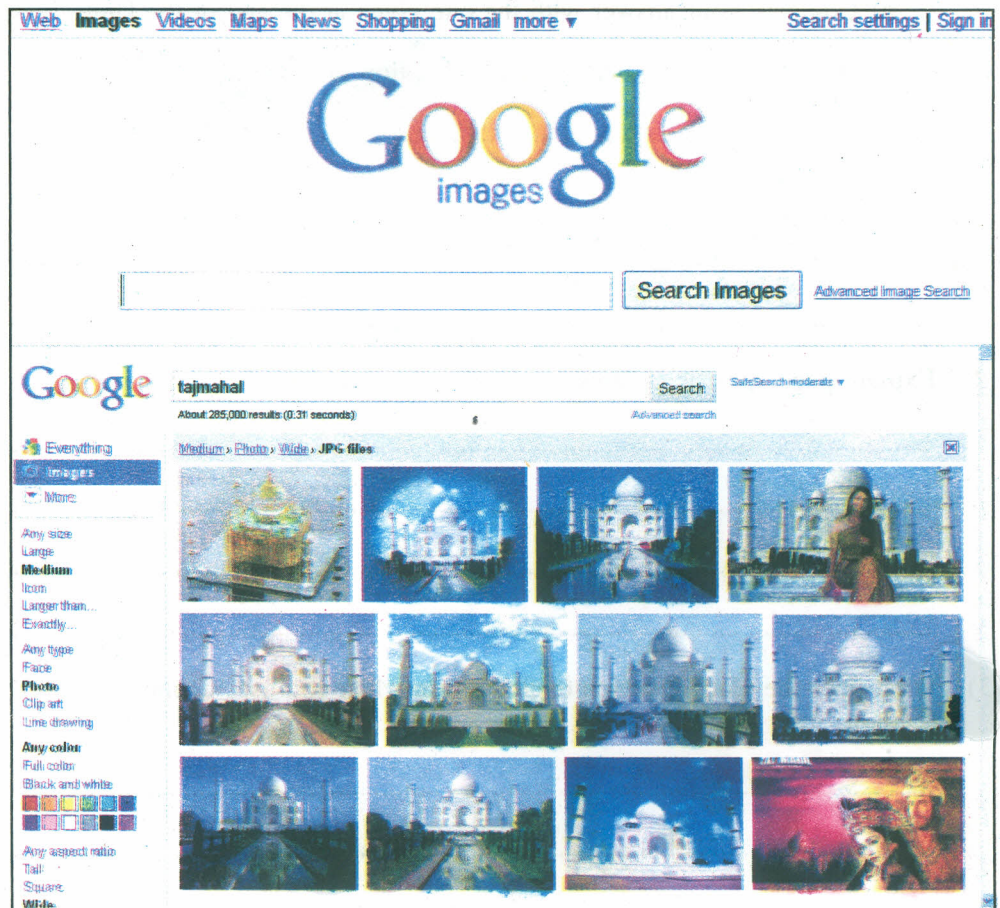 Web Images Videos Maps News Shopping Gmail more ▼ Search settings | Sign in
Google
images
Search Images Advanced Image Search
Google tajmahal Search SafeSearch moderate ▼
About 285,000 results (0.31 seconds) Advanced search
Everything
Medium › Photo › Wide › JPG files
Images
More
Any size
Large
Medium
Icon
Larger than...
Exactly...
Any type
Face
Photo
Clip art
Line drawing
Any color
Full color
Black and white
Any aspect ratio
Tall
Square
Wide